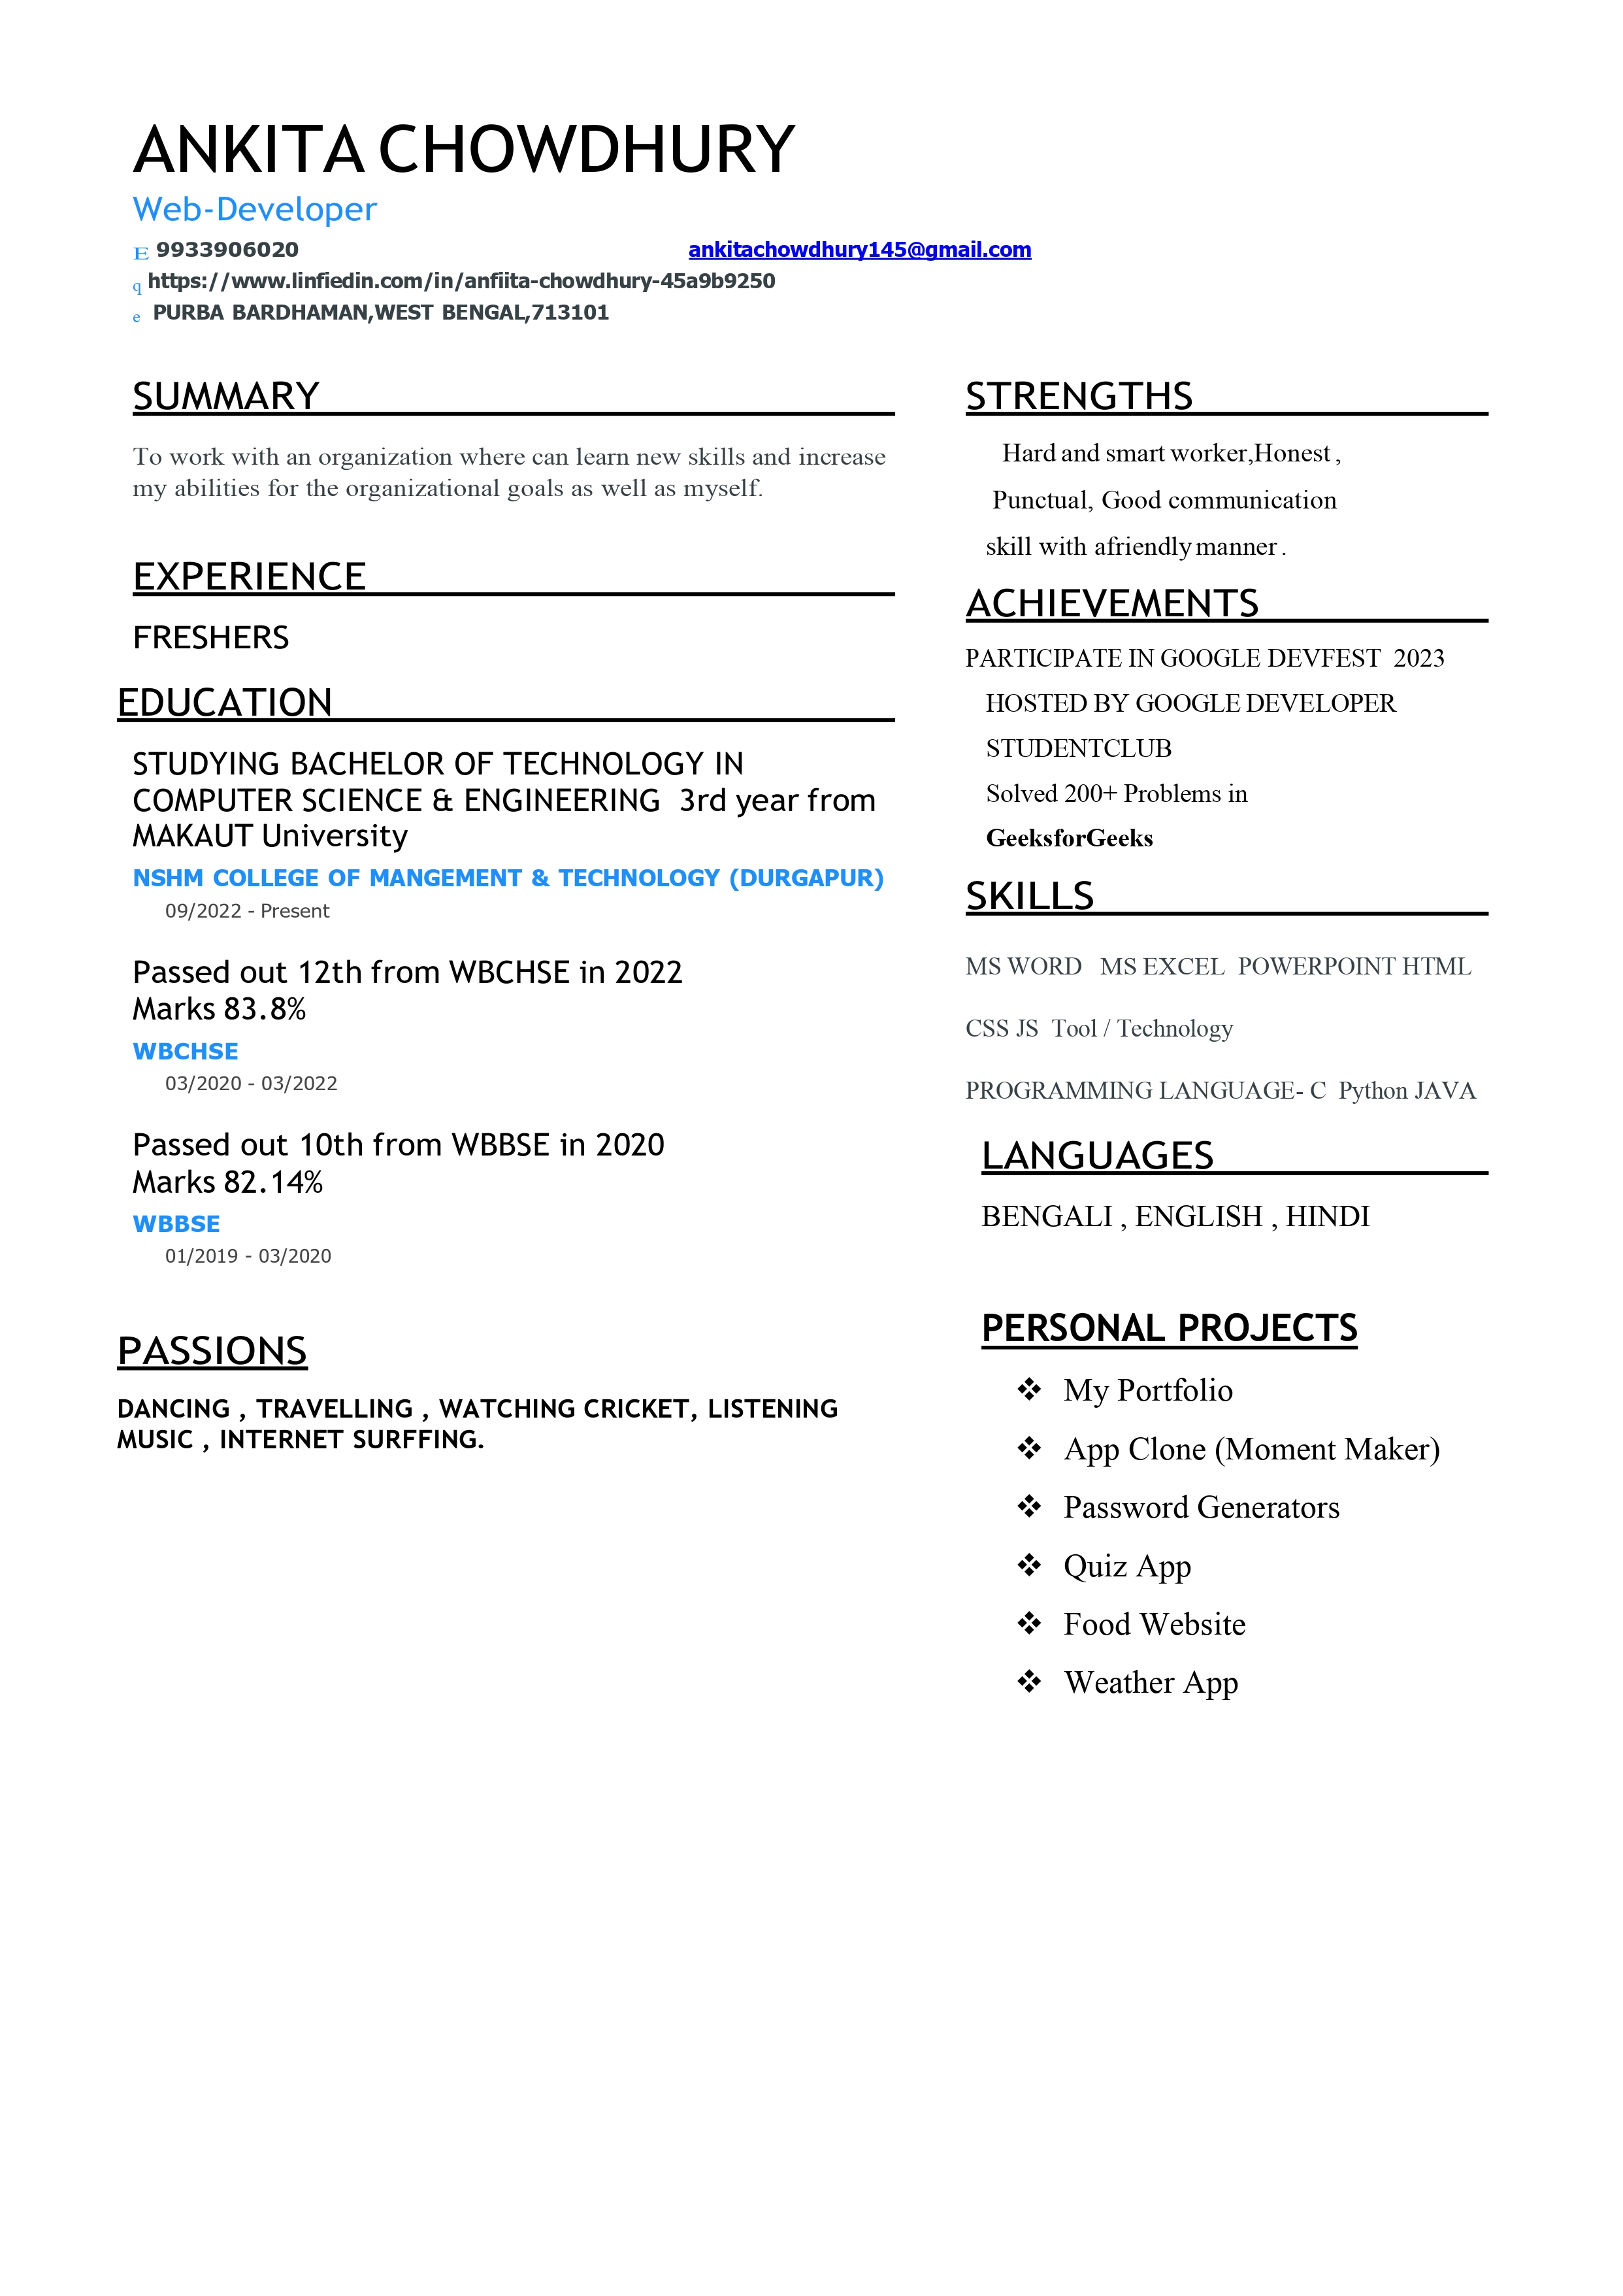 ANKITA CHOWDHURY
Web-Developer
E 9933906020 ankitachowdhury145@gmail.com
q https://www.linfiedin.com/in/anfiita-chowdhury-45a9b9250
e PURBA BARDHAMAN,WEST BENGAL,713101
SUMMARY
To work with an organization where can learn new skills and increase
my abilities for the organizational goals as well as myself.
EXPERIENCE
FRESHERS
EDUCATION
STUDYING BACHELOR OF TECHNOLOGY IN
COMPUTER SCIENCE & ENGINEERING 3rd year from
MAKAUT University
NSHM COLLEGE OF MANGEMENT & TECHNOLOGY (DURGAPUR)
09/2022 - Present
Passed out 12th from WBCHSE in 2022
Marks 83.8%
WBCHSE
03/2020 - 03/2022
Passed out 10th from WBBSE in 2020
Marks 82.14%
WBBSE
01/2019 - 03/2020
PASSIONS
DANCING , TRAVELLING , WATCHING CRICKET, LISTENING
MUSIC , INTERNET SURFFING.
STRENGTHS
Hard and smart worker,Honest ,
Punctual, Good communication
skill with afriendly manner .
ACHIEVEMENTS
PARTICIPATE IN GOOGLE DEVFEST 2023
HOSTED BY GOOGLE DEVELOPER
STUDENTCLUB
Solved 200+ Problems in
GeeksforGeeks
SKILLS
MS WORD MS EXCEL POWERPOINT HTML
CSS JS Tool / Technology
PROGRAMMING LANGUAGE- C Python JAVA
LANGUAGES
BENGALI , ENGLISH , HINDI
PERSONAL PROJECTS
❖ My Portfolio
❖ App Clone (Moment Maker)
❖ Password Generators
❖ Quiz App
❖ Food Website
❖ Weather App